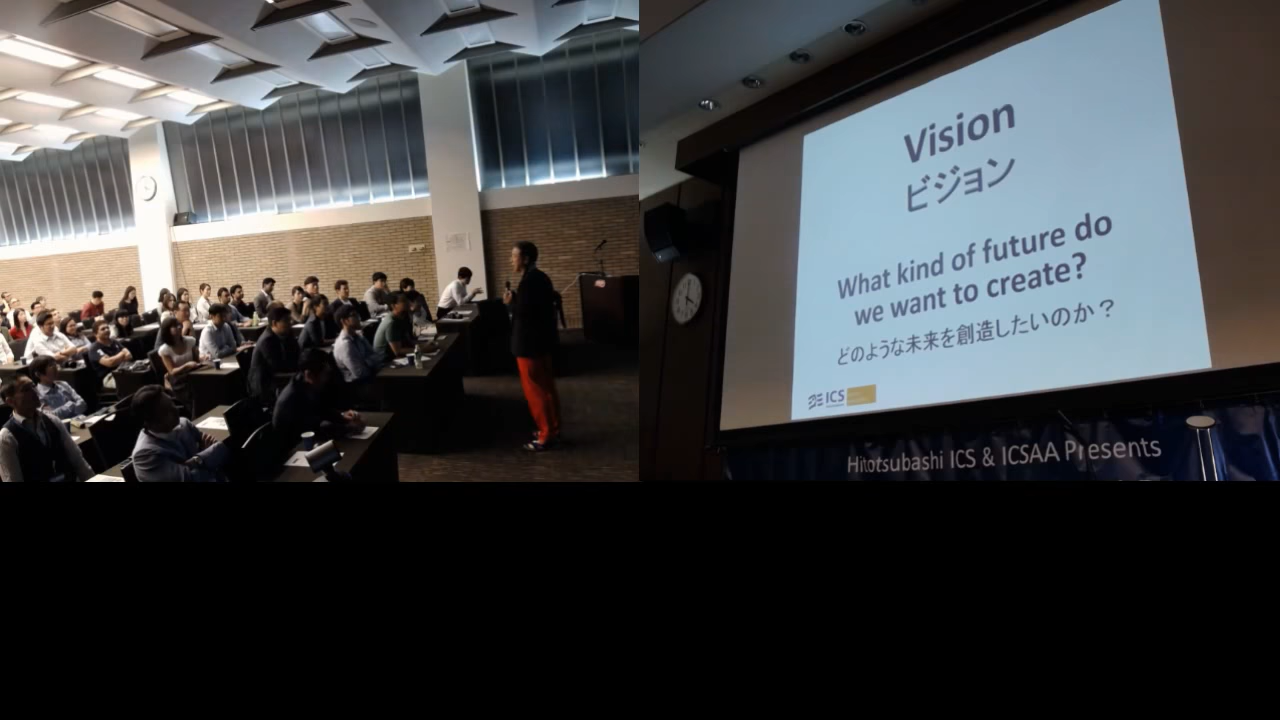 Vision
ビジョン
What kind of future do
we want to create?
どのような未来を創造したいのか？
ICS
Hitotsubashi ICS & ICSAA Presents